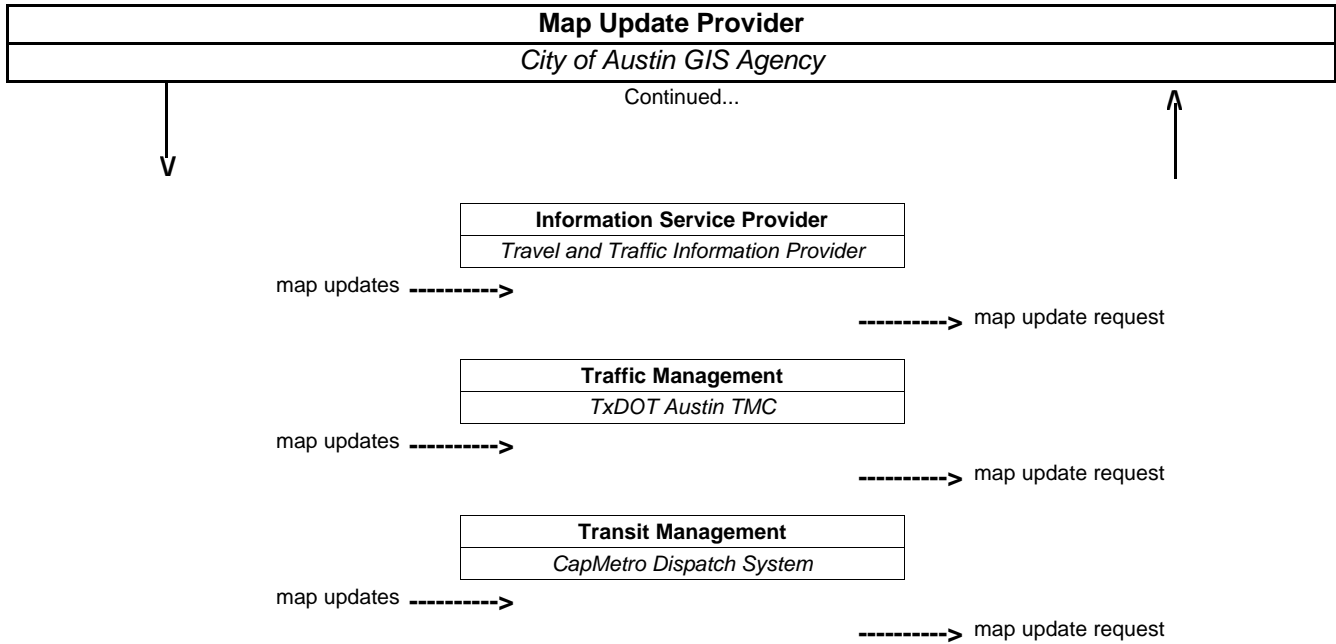 Map Update Provider
City of Austin GIS Agency
Continued...
Information Service Provider
Travel and Traffic Information Provider
map updates ---------->
----------> map update request
Traffic Management
TxDOT Austin TMC
map updates ---------->
----------> map update request
Transit Management
CapMetro Dispatch System
map updates ---------->
----------> map update request